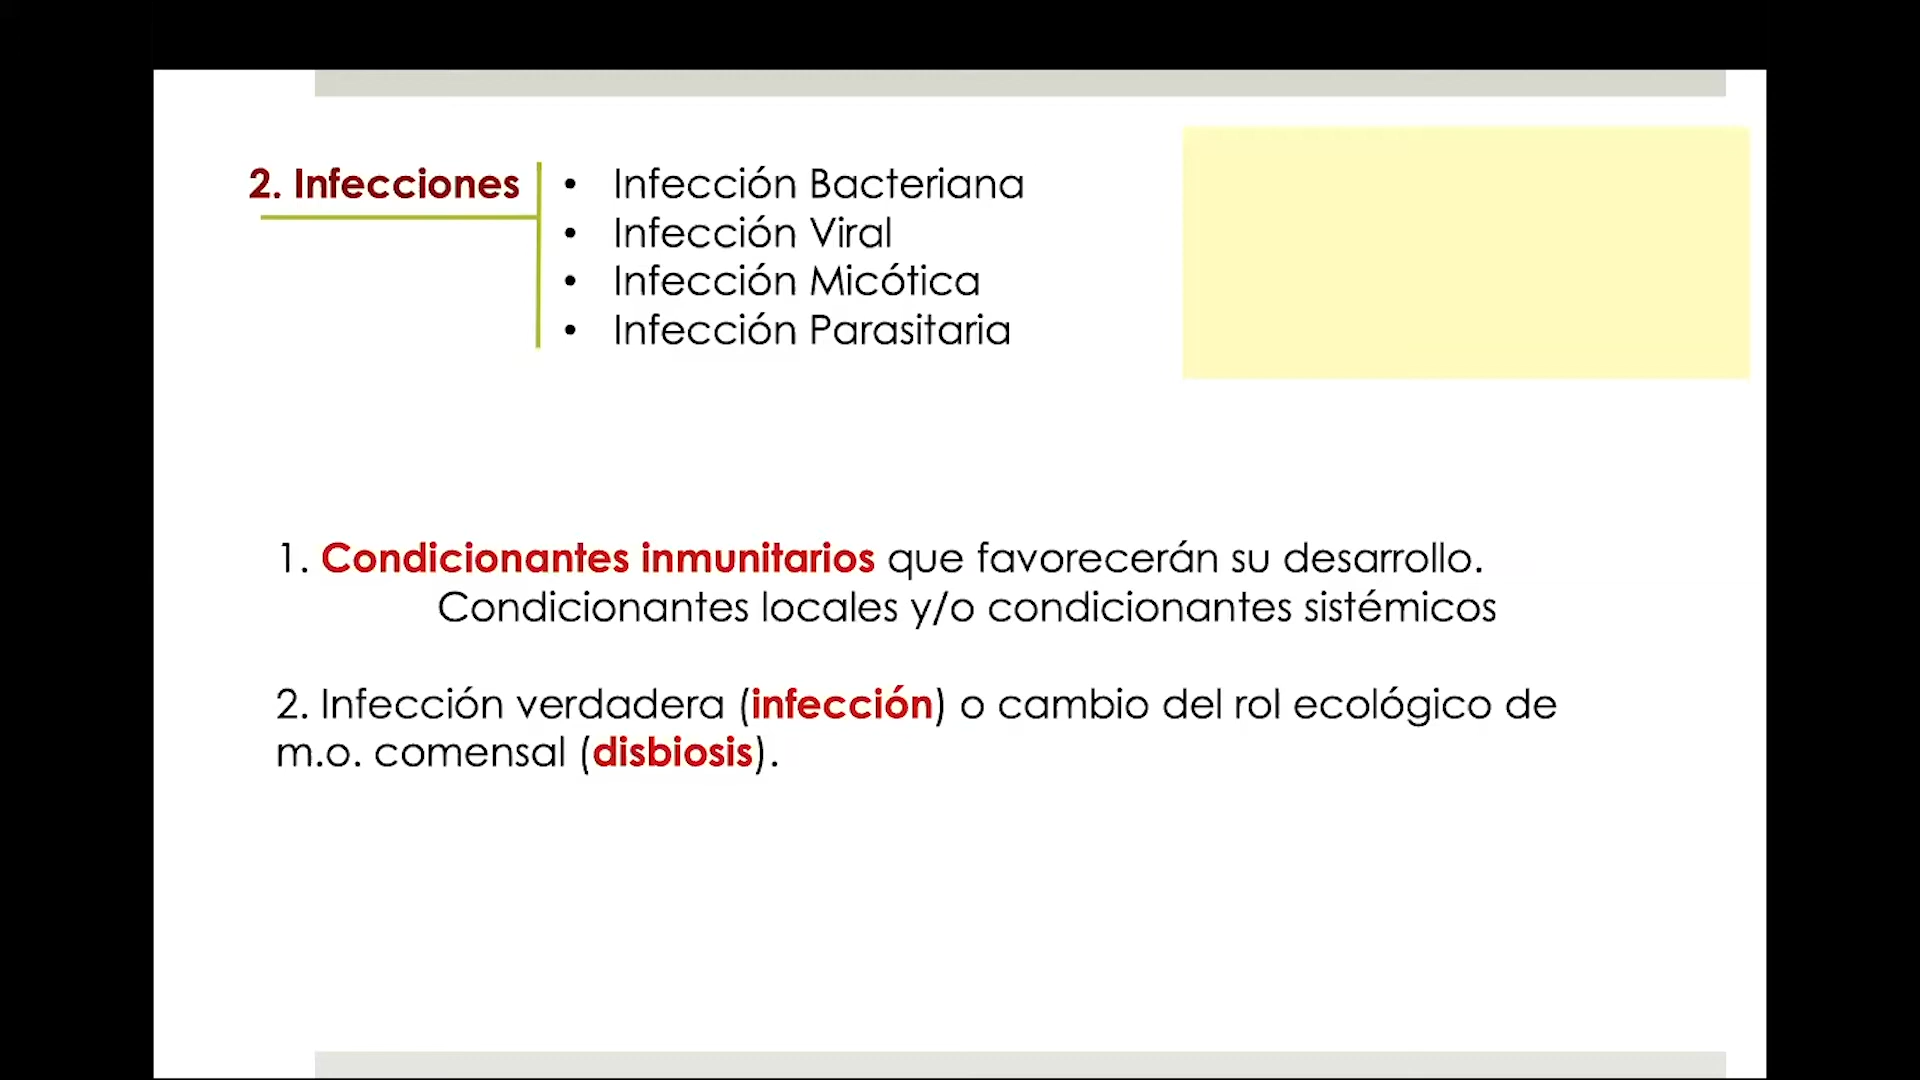 2. Infecciones
• Infección Bacteriana
• Infección Viral
• Infección Micótica
• Infección Parasitaria
1. Condicionantes inmunitarios que favorecerán su desarrollo.
Condicionantes locales y/o condicionantes sistémicos
2. Infección verdadera (infección) o cambio del rol ecológico de
m.o. comensal (disbiosis).